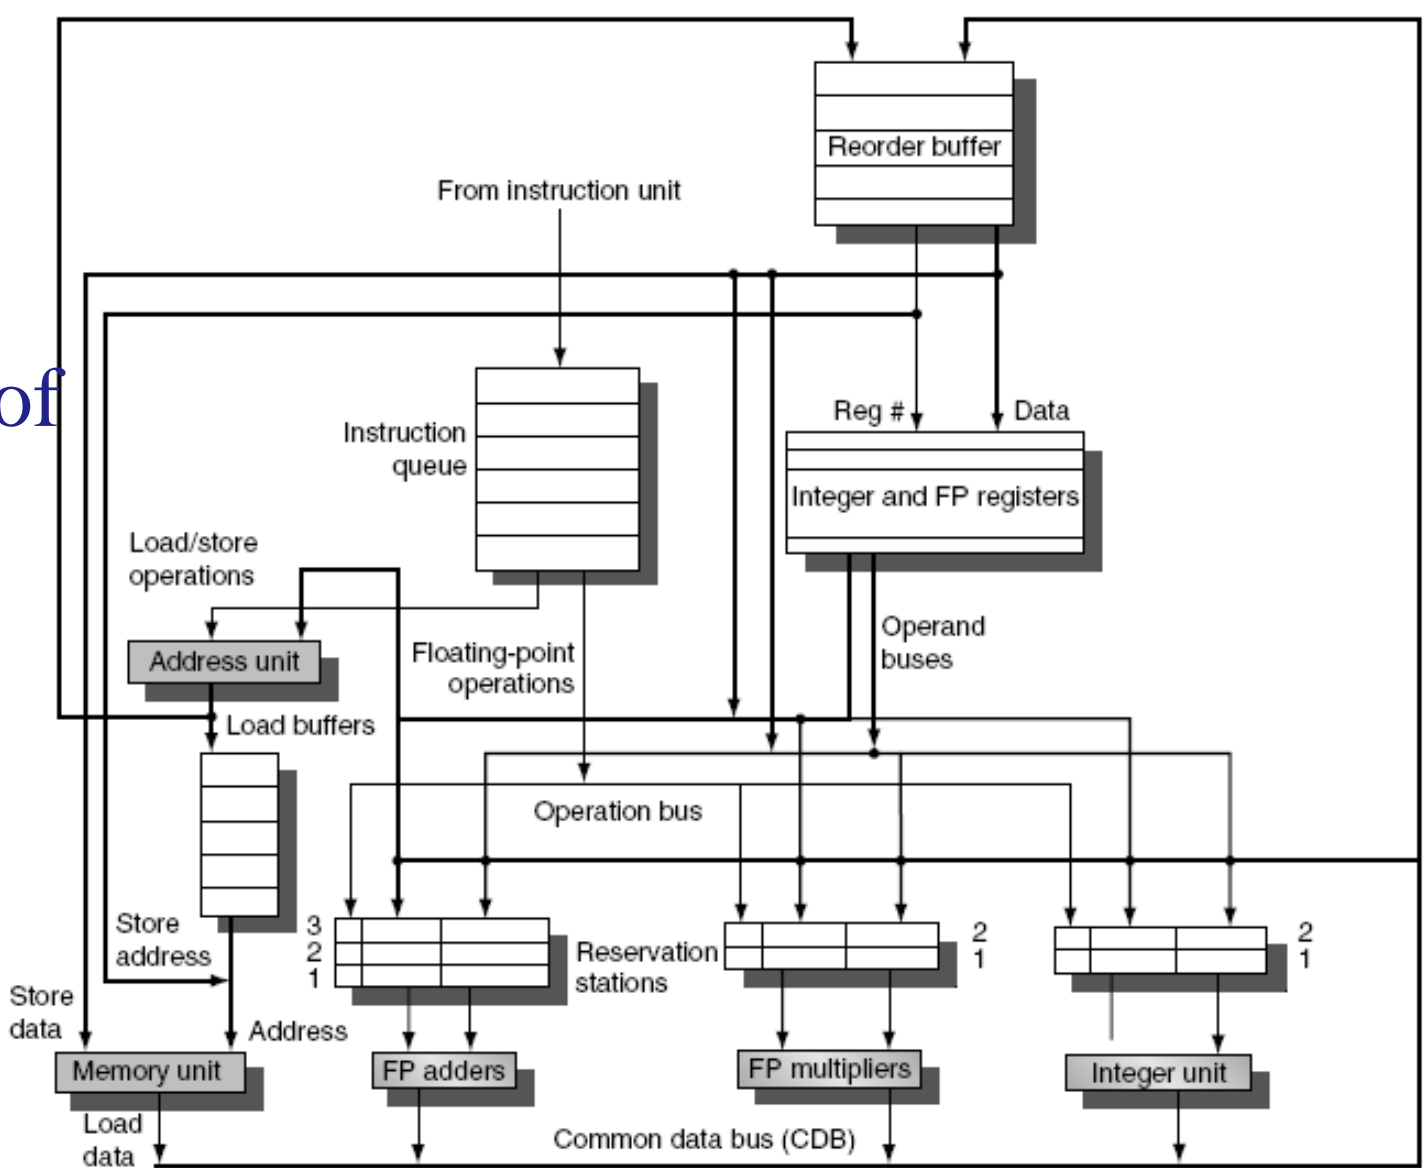 Reorder buffer
From instruction unit
of
Reg #
Data
Instruction
queue
Integer and FP registers
Load/store
operations
Operand
buses
Floating-point
operations
Address unit
Load buffers
Operation bus
Store
address
3
2
1
Reservation
stations
2
1
2
1
Store
data
Address
Memory unit
FP adders
FP multipliers
Integer unit
Load
data
Common data bus (CDB)